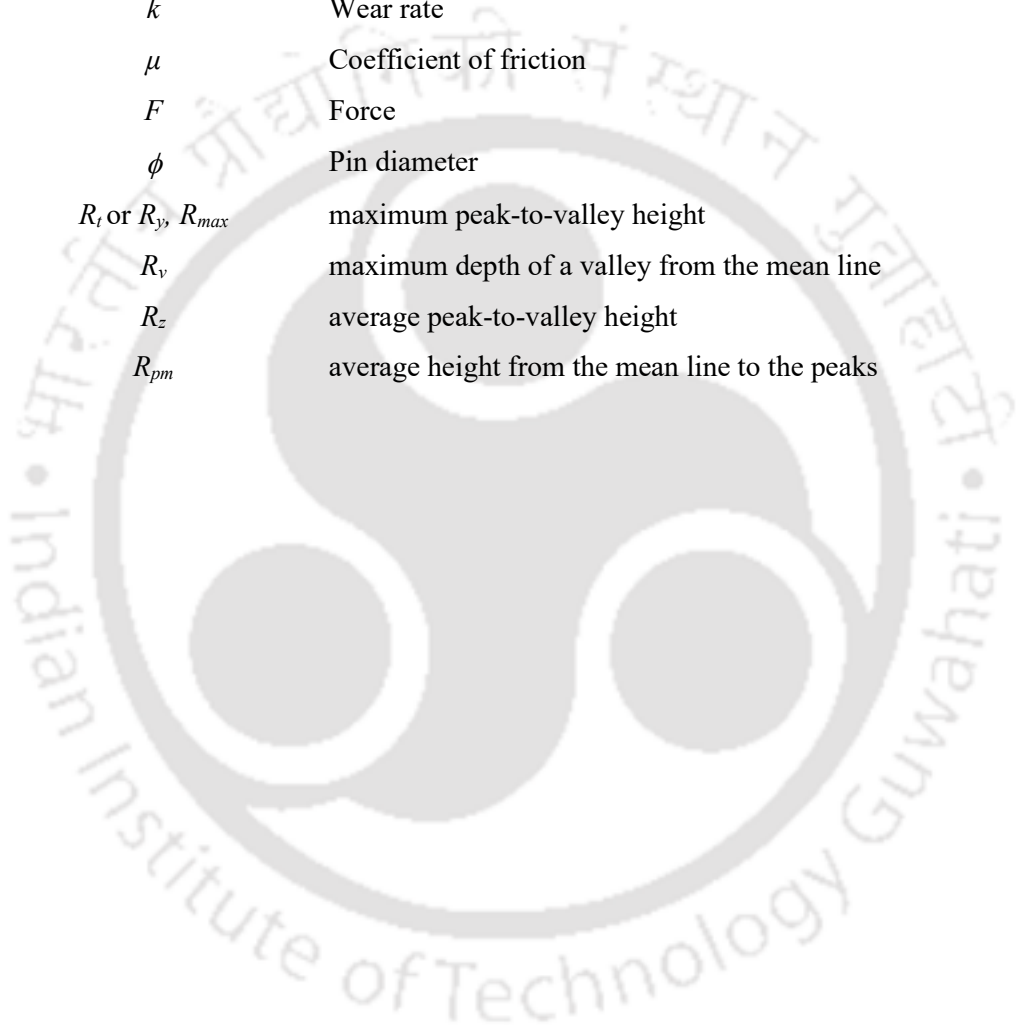 k Wear rate
μ Coefficient of friction
F Force
ϕ Pin diameter
Rt or Ry, Rmax maximum peak-to-valley height
Rv maximum depth of a valley from the mean line
Rz average peak-to-valley height
Rpm average height from the mean line to the peaks
भारतीय प्रौद्योगिकी संस्थान गुवाहाटी
• Indian Institute of Technology Guwahati •